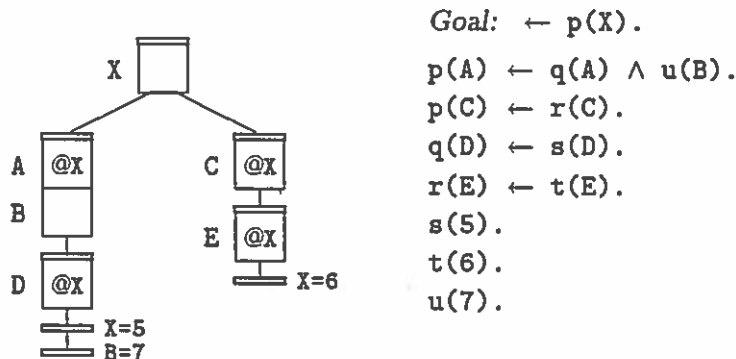 Goal: ← p(X).
p(A) ← q(A) ∧ u(B).
p(C) ← r(C).
q(D) ← s(D).
r(E) ← t(E).
s(5).
t(6).
u(7).
X
A @X
B
D @X
X=5
B=7
C @X
E @X
X=6